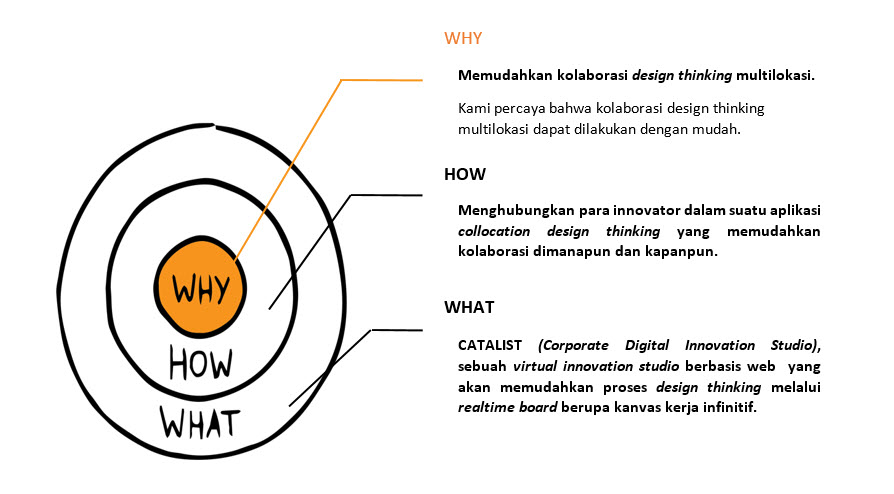 WHY
Memudahkan kolaborasi design thinking multilokasi.
Kami percaya bahwa kolaborasi design thinking
multilokasi dapat dilakukan dengan mudah.
HOW
Menghubungkan para innovator dalam suatu aplikasi
collocation design thinking yang memudahkan
kolaborasi dimanapun dan kapanpun.
WHAT
CATALIST (Corporate Digital Innovation Studio),
sebuah virtual innovation studio berbasis web yang
akan memudahkan proses design thinking melalui
realtime board berupa kanvas kerja infinitif.
WHY
HOW
WHAT